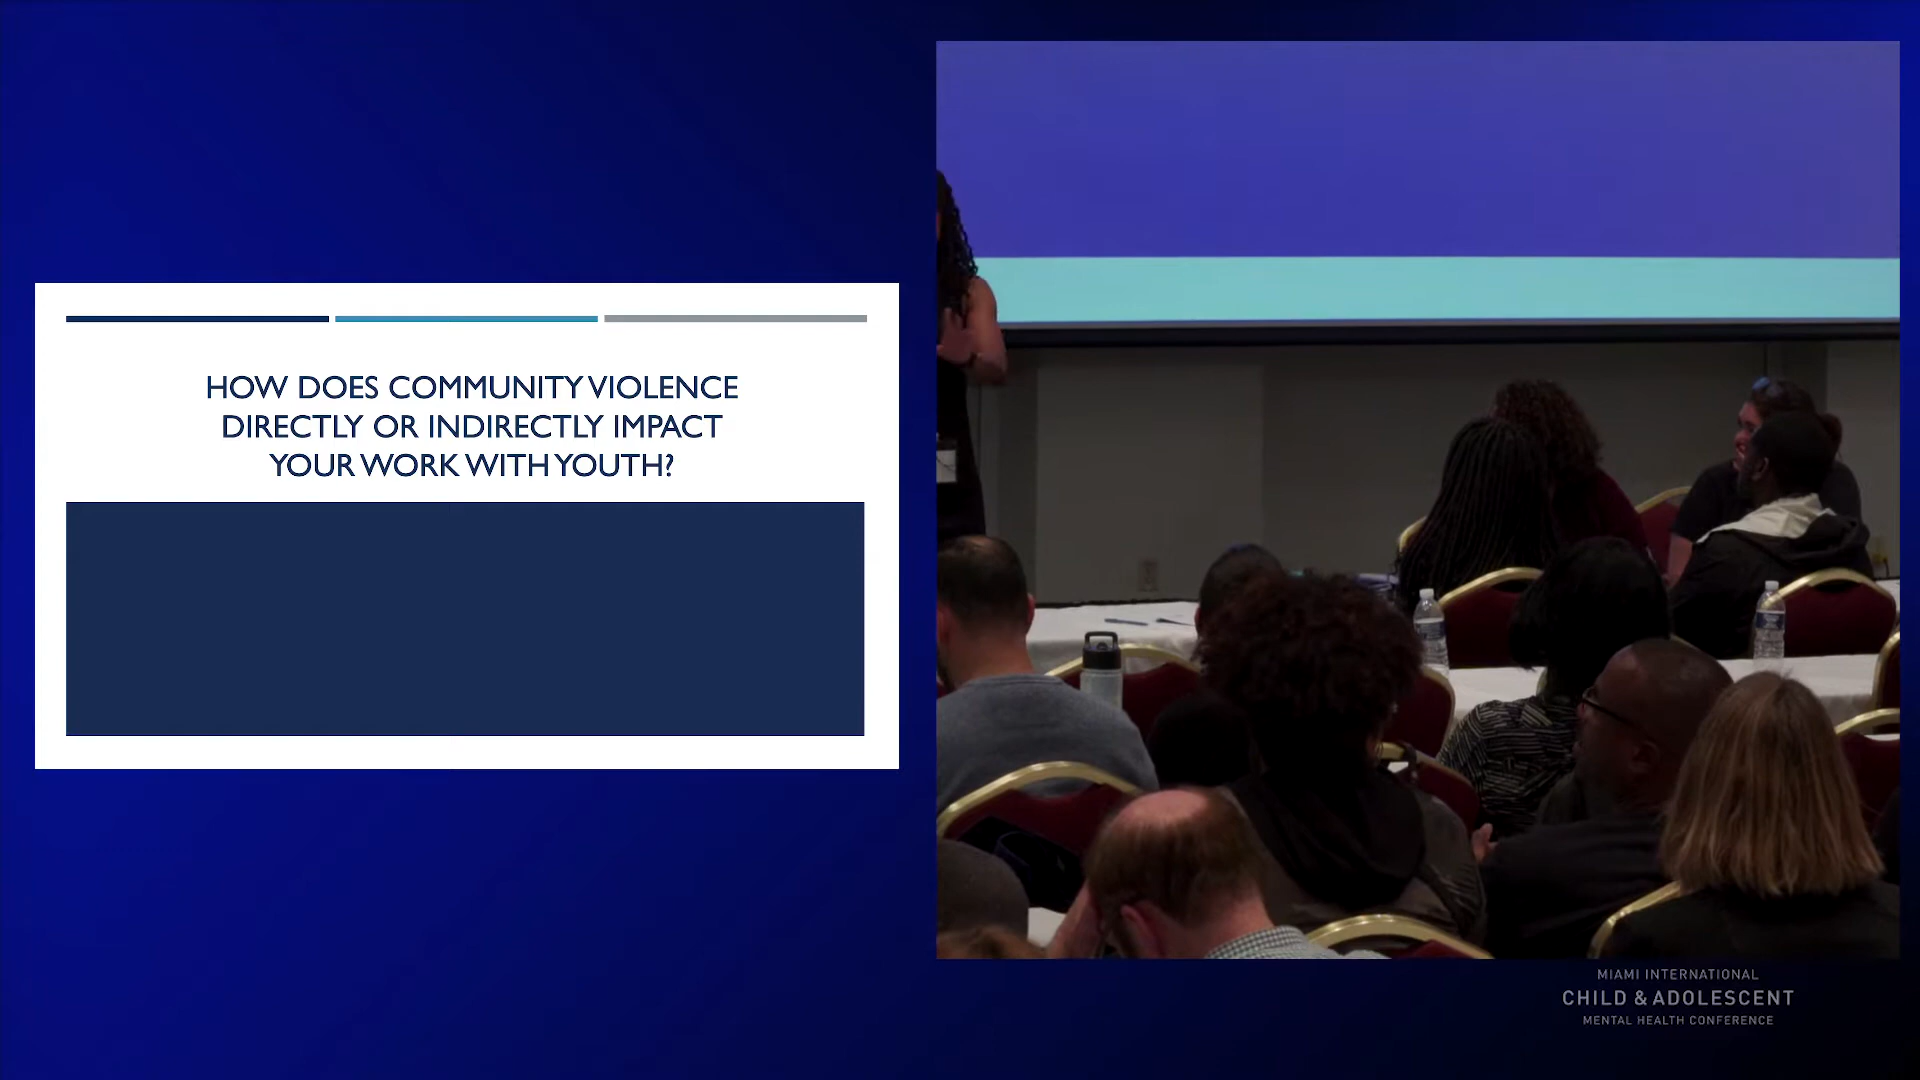 HOW DOES COMMUNITY VIOLENCE
DIRECTLY OR INDIRECTLY IMPACT
YOUR WORK WITH YOUTH?
MIAMI INTERNATIONAL
CHILD & ADOLESCENT
MENTAL HEALTH CONFERENCE